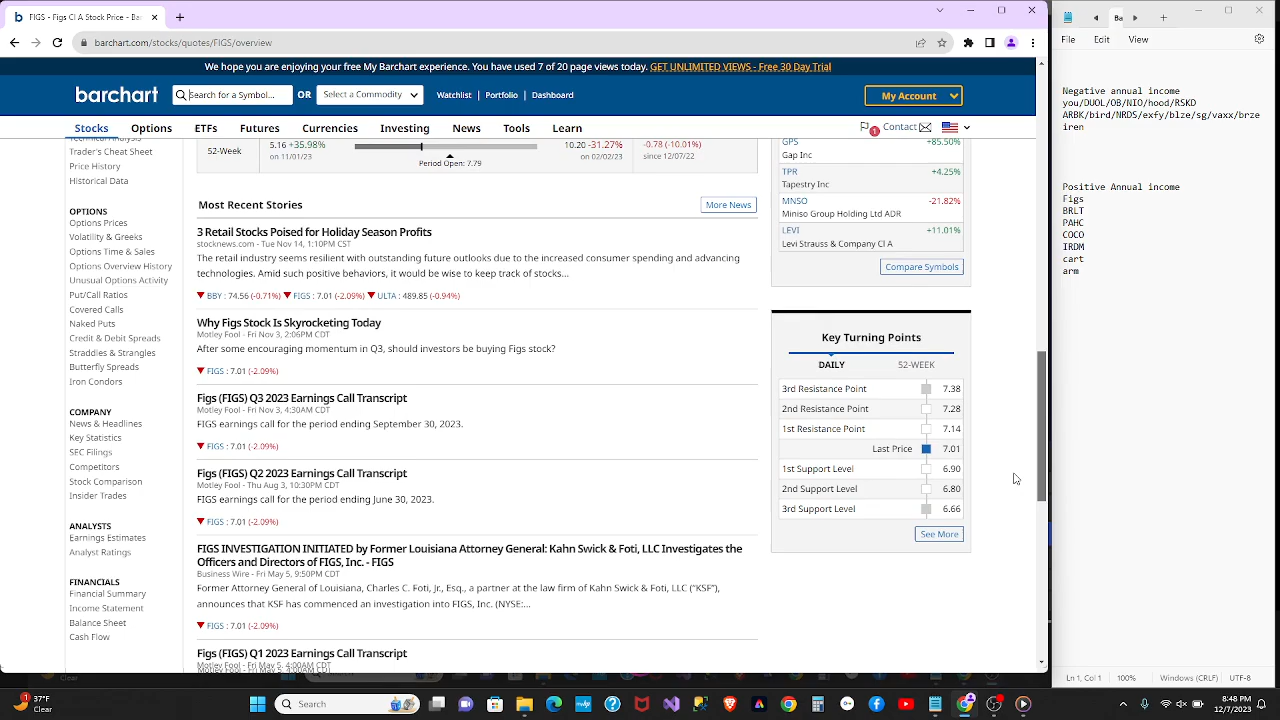 FIGS - Figs Cl A Stock Price - Bar
barchart.com/stocks/quotes/FIGS/overview
We hope you are enjoying your free My Barchart experience. You have used 7 of 20 page views today. GET UNLIMITED VIEWS - Free 30 Day Trial
barchart
Search for a Symbol...
OR
Select a Commodity
Watchlist | Portfolio | Dashboard
My Account
Stocks Options ETFs Futures Currencies Investing News Tools Learn
1 Contact
Trader's Cheat Sheet
Price History
Historical Data
OPTIONS
Options Prices
Volatility & Greeks
Options Time & Sales
Options Overview History
Unusual Options Activity
Put/Call Ratios
Covered Calls
Naked Puts
Credit & Debit Spreads
Straddles & Strangles
Butterfly Spreads
Iron Condors
COMPANY
News & Headlines
Key Statistics
SEC Filings
Competitors
Stock Comparison
Insider Trades
ANALYSTS
Earnings Estimates
Analyst Ratings
FINANCIALS
Financial Summary
Income Statement
Balance Sheet
Cash Flow
52-Week
5.16 +35.98%
on 11/01/23
Period Open: 7.79
10.20 -31.27%
on 02/02/23
-0.78 (-10.01%)
since 12/07/22
Most Recent Stories
More News
3 Retail Stocks Poised for Holiday Season Profits
stocknews.com - Tue Nov 14, 1:10PM CST
The retail industry seems resilient with outstanding future outlooks due to the increased consumer spending and advancing
technologies. Amid such positive behaviors, it would be wise to keep track of stocks...
BBY : 74.56 (-0.71%) FIGS : 7.01 (-2.09%) ULTA : 489.85 (-0.94%)
Why Figs Stock Is Skyrocketing Today
Motley Fool - Fri Nov 3, 2:06PM CDT
After some encouraging momentum in Q3, should investors be buying Figs stock?
FIGS : 7.01 (-2.09%)
Figs (FIGS) Q3 2023 Earnings Call Transcript
Motley Fool - Fri Nov 3, 4:30AM CDT
FIGS earnings call for the period ending September 30, 2023.
FIGS : 7.01 (-2.09%)
Figs (FIGS) Q2 2023 Earnings Call Transcript
Motley Fool - Thu Aug 3, 10:30PM CDT
FIGS earnings call for the period ending June 30, 2023.
FIGS : 7.01 (-2.09%)
FIGS INVESTIGATION INITIATED by Former Louisiana Attorney General: Kahn Swick & Foti, LLC Investigates the
Officers and Directors of FIGS, Inc. - FIGS
Business Wire - Fri May 5, 9:50PM CDT
Former Attorney General of Louisiana, Charles C. Foti, Jr., Esq., a partner at the law firm of Kahn Swick & Foti, LLC ("KSF"),
announces that KSF has commenced an investigation into FIGS, Inc. (NYSE:...
FIGS : 7.01 (-2.09%)
Figs (FIGS) Q1 2023 Earnings Call Transcript
Motley Fool - Fri May 5, 4:00AM CDT
GPS +85.50%
Gap Inc
TPR +4.25%
Tapestry Inc
MNSO -21.82%
Miniso Group Holding Ltd ADR
LEVI +11.01%
Levi Strauss & Company Cl A
Compare Symbols
Key Turning Points
DAILY 52-WEEK
3rd Resistance Point 7.38
2nd Resistance Point 7.28
1st Resistance Point 7.14
Last Price 7.01
1st Support Level 6.90
2nd Support Level 6.80
3rd Support Level 6.66
See More
Ba
File Edit View
Negative annual income
you/DUOL/OB/NIO/hood/RSKD
ARBK/bird/NRD5/exfy/blze/sg/vaxx/brze
iren
Positive Annual income
Figs
BRLT
PAHC
COCO
IRDM
cart
arm
Ln 1, Col 1 100% Windows (CRLF) UTF-8
Clear
1 37°F
Clear
Search
8:48 PM
12/7/2023